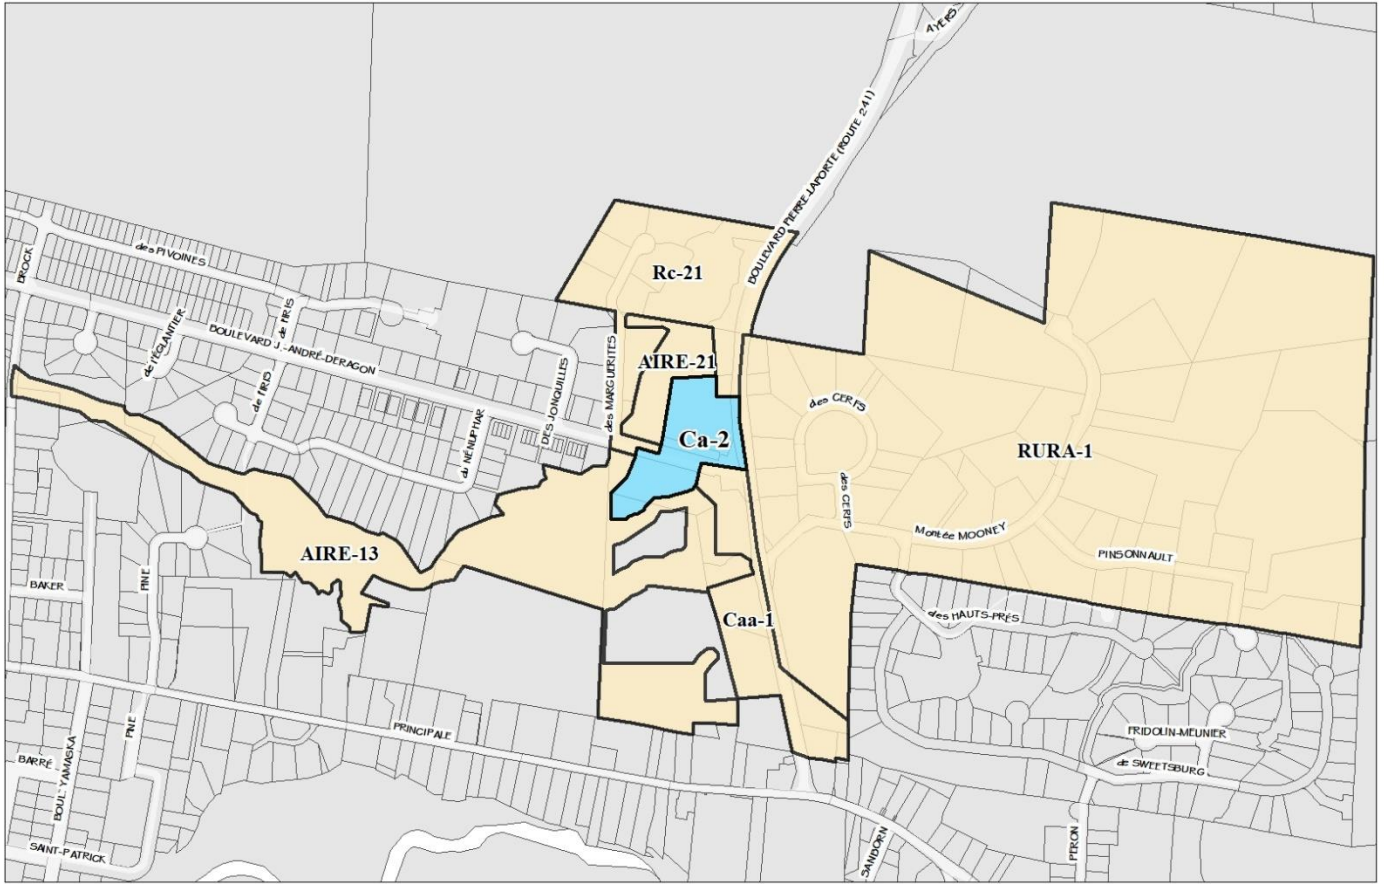 AYERS
BOULEVARD PIERRE-LAPORTE (ROUTE 241)
des PIVOINES
BROCK
Rc-21
de l'IRIS
de l'ÉGLANTIER
BOULEVARD J.-ANDRÉ-DERAGON
AIRE-21
des MARGUERITES
DES JONQUILLES
de l'IRIS
des CERFS
du NÉNUPHAR
Ca-2
RURA-1
des CERFS
Montée MOONEY
AIRE-13
PINSONNAULT
BAKER
PINE
Caa-1
des HAUTS-PRÉS
PINE
PRINCIPALE
FRIDOLIN-MEUNIER
BARRÉ
de SWEETSBURG
BOUL. YAMASKA
SAINT-PATRICK
SANDORN
PERON